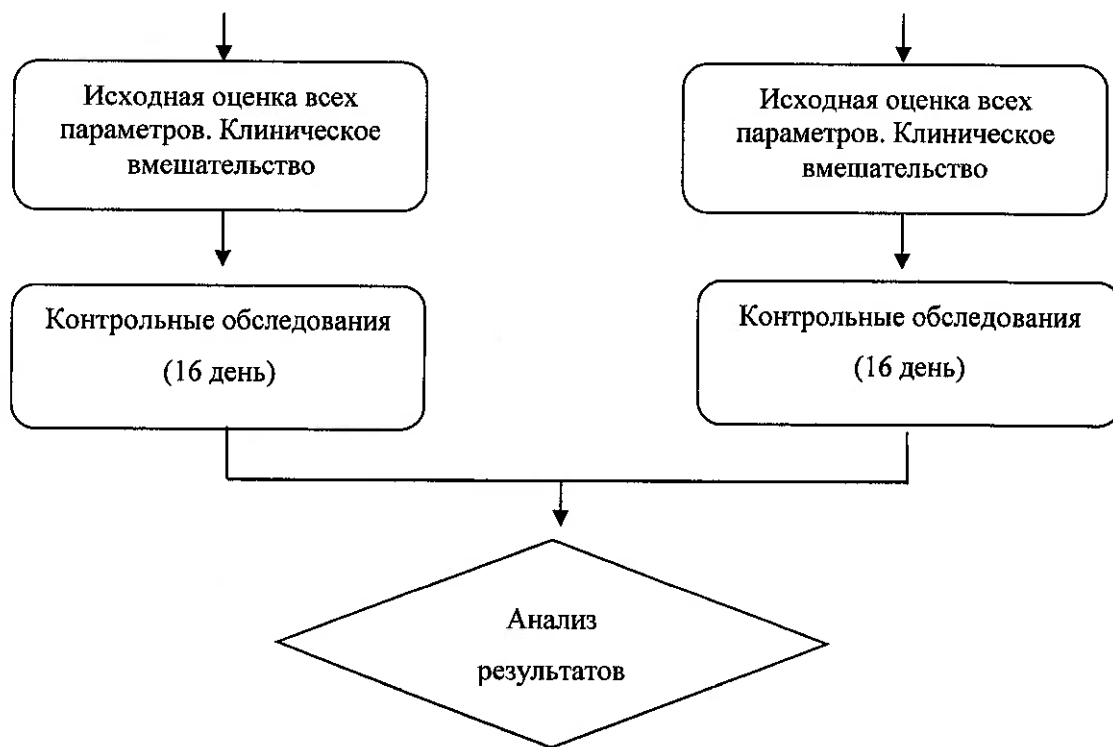 Исходная оценка всех
параметров. Клиническое
вмешательство
Исходная оценка всех
параметров. Клиническое
вмешательство
Контрольные обследования
(16 день)
Контрольные обследования
(16 день)
Анализ
результатов